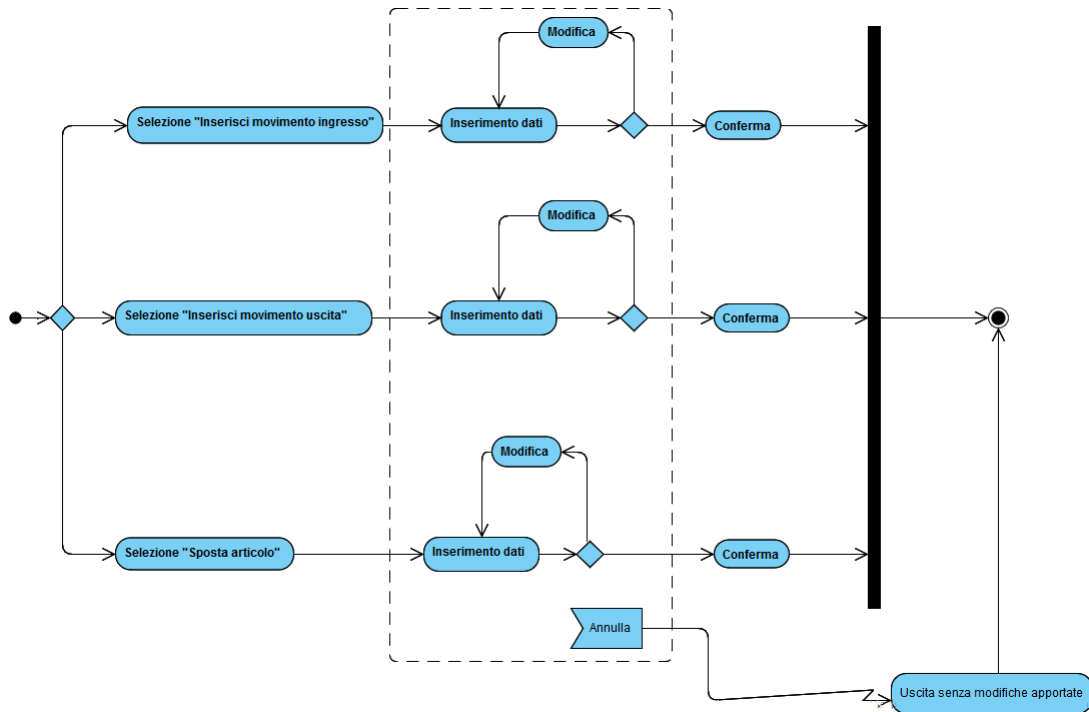 Modifica
Selezione "Inserisci movimento ingresso"
Inserimento dati
Conferma
Modifica
Selezione "Inserisci movimento uscita"
Inserimento dati
Conferma
Modifica
Selezione "Sposta articolo"
Inserimento dati
Conferma
Annulla
Uscita senza modifiche apportate